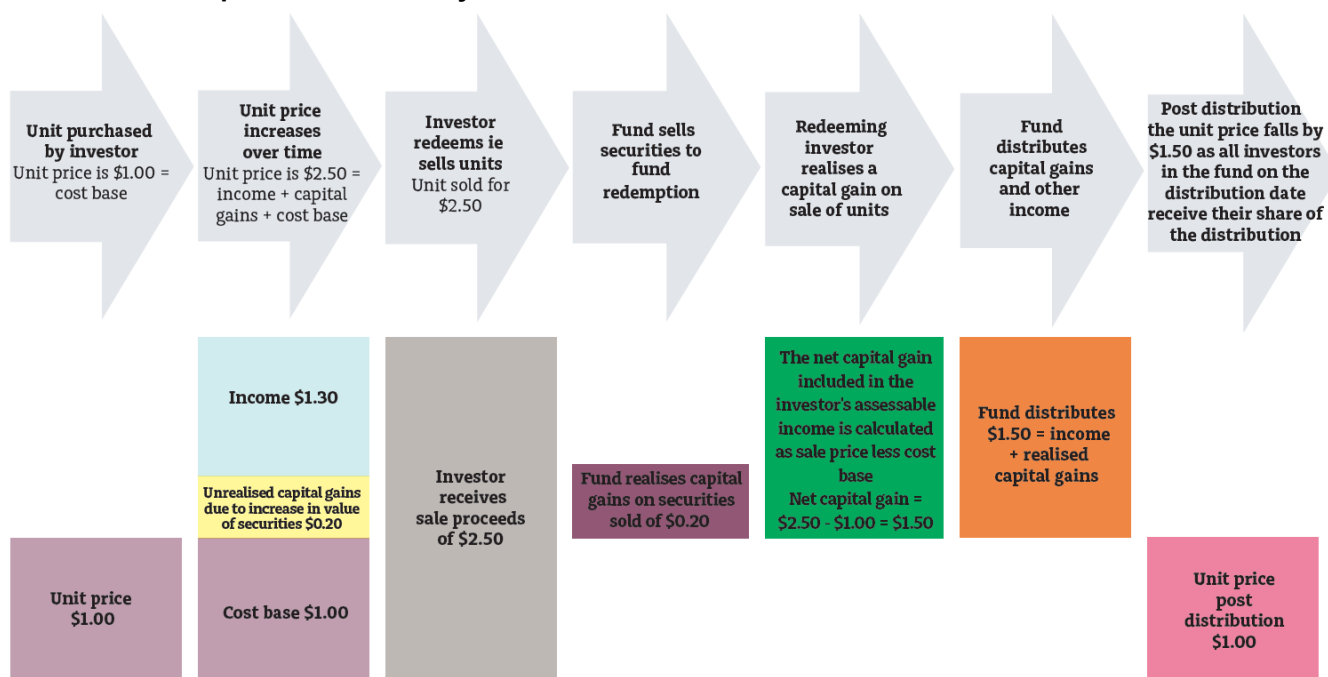 Unit purchased
by investor
Unit price is $1.00 =
cost base
Unit price
increases
over time
Unit price is $2.50 =
income + capital
gains + cost base
Investor
redeems ie
sells units
Unit sold for
$2.50
Fund sells
securities to
fund
redemption
Redeeming
investor
realises a
capital gain on
sale of units
Fund
distributes
capital gains
and other
income
Post distribution
the unit price falls by
$1.50 as all investors
in the fund on the
distribution date
receive their share of
the distribution
Unit price
$1.00
Income $1.30
Unrealised capital gains
due to increase in value
of securities $0.20
Cost base $1.00
Investor
receives
sale proceeds
of $2.50
Fund realises capital
gains on securities
sold of $0.20
The net capital gain
included in the
investor's assessable
income is calculated
as sale price less cost
base
Net capital gain =
$2.50 - $1.00 = $1.50
Fund distributes
$1.50 = income
+ realised
capital gains
Unit price
post
distribution
$1.00